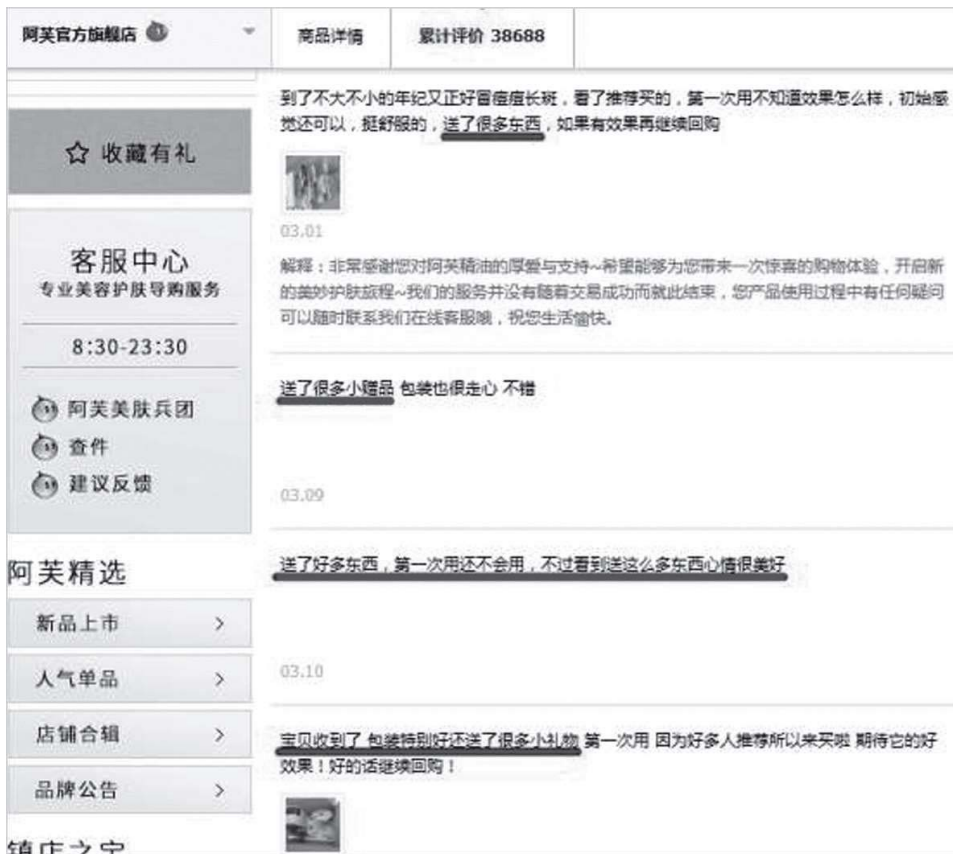 阿芙官方旗舰店
商品详情
累计评价 38688
收藏有礼
客服中心
专业美容护肤导购服务
8:30-23:30
阿芙美肤兵团
查件
建议反馈
阿芙精选
新品上市
人气单品
店铺合辑
品牌公告
镇店之宝
到了不大不小的年纪又正好冒痘痘长斑，看了推荐买的，第一次用不知道效果怎么样，初始感
觉还可以，挺舒服的，送了很多东西，如果有效果再继续回购
03.01
解释：非常感谢您对阿芙精油的厚爱与支持~希望能够为您带来一次惊喜的购物体验，开启新
的美妙护肤旅程~我们的服务并没有随着交易成功而就此结束，您产品使用过程中有任何疑问
可以随时联系我们在线客服哦，祝您生活愉快。
送了很多小赠品 包装也很走心 不错
03.09
送了好多东西，第一次用还不会用，不过看到送这么多东西心情很美好
03.10
宝贝收到了 包装特别好还送了很多小礼物 第一次用 因为好多人推荐所以来买啦 期待它的好
效果！好的话继续回购！